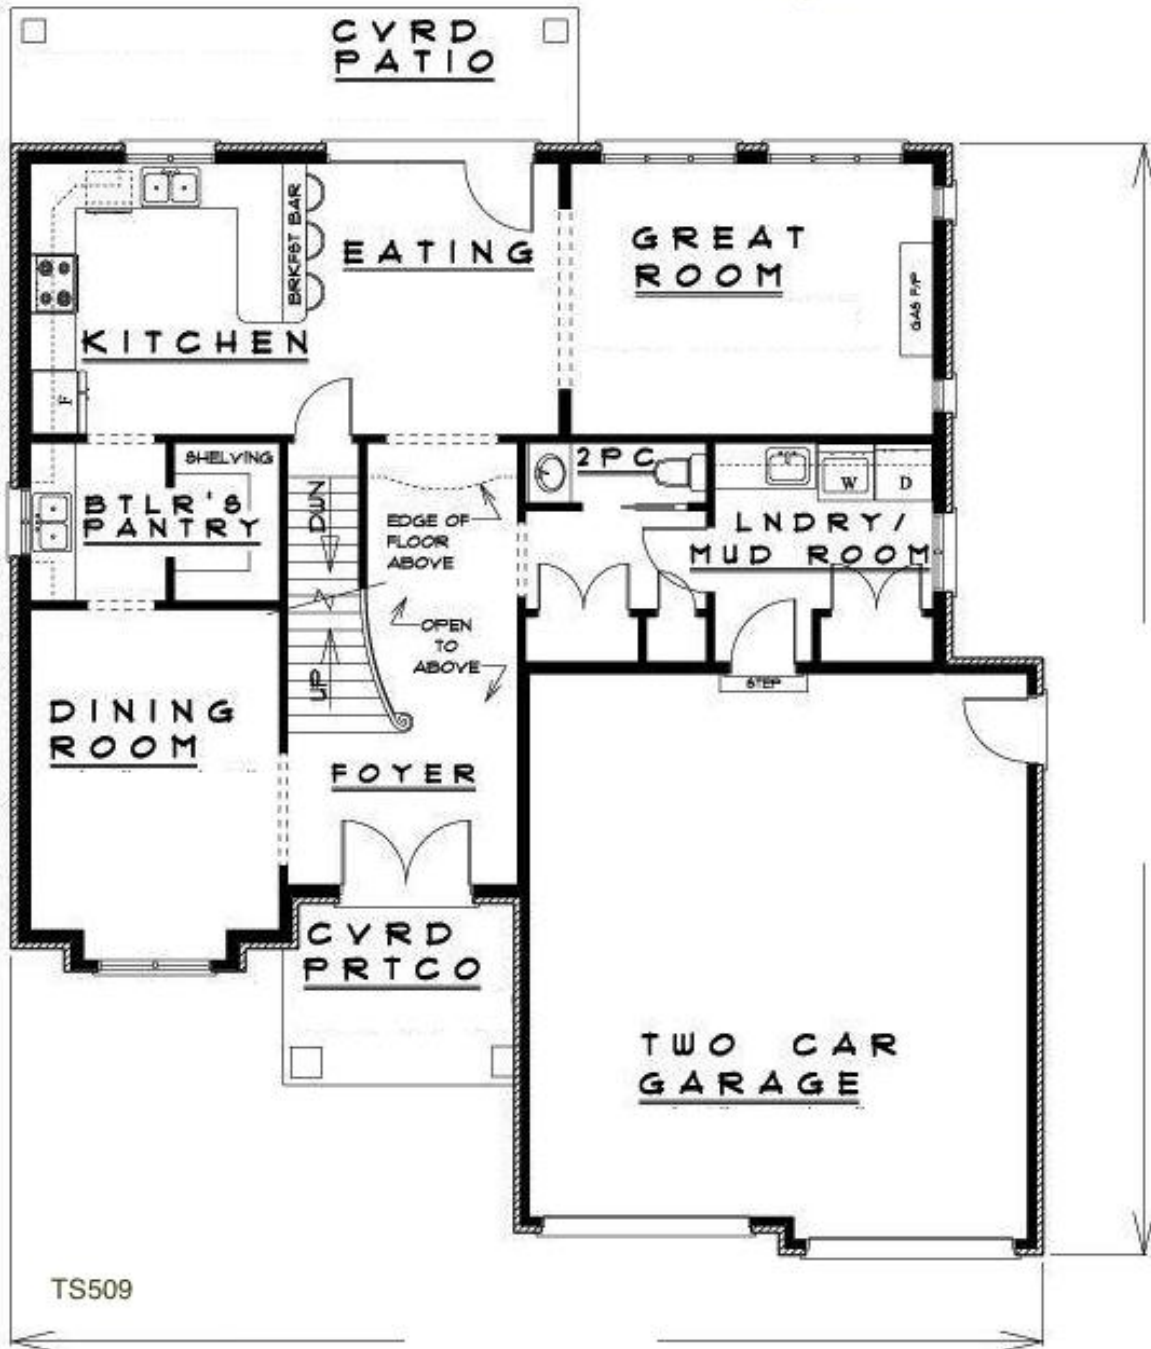 CVRD
PATIO
BRKFST BAR
EATING
GREAT
ROOM
GAS F/P
KITCHEN
F
SHELVING
BTLR'S
PANTRY
DWN
UP
EDGE OF
FLOOR
ABOVE
OPEN
TO
ABOVE
2PC
W
D
LNDRY/
MUD ROOM
STEP
DINING
ROOM
FOYER
CVRD
PRTCO
TWO CAR
GARAGE
TS509